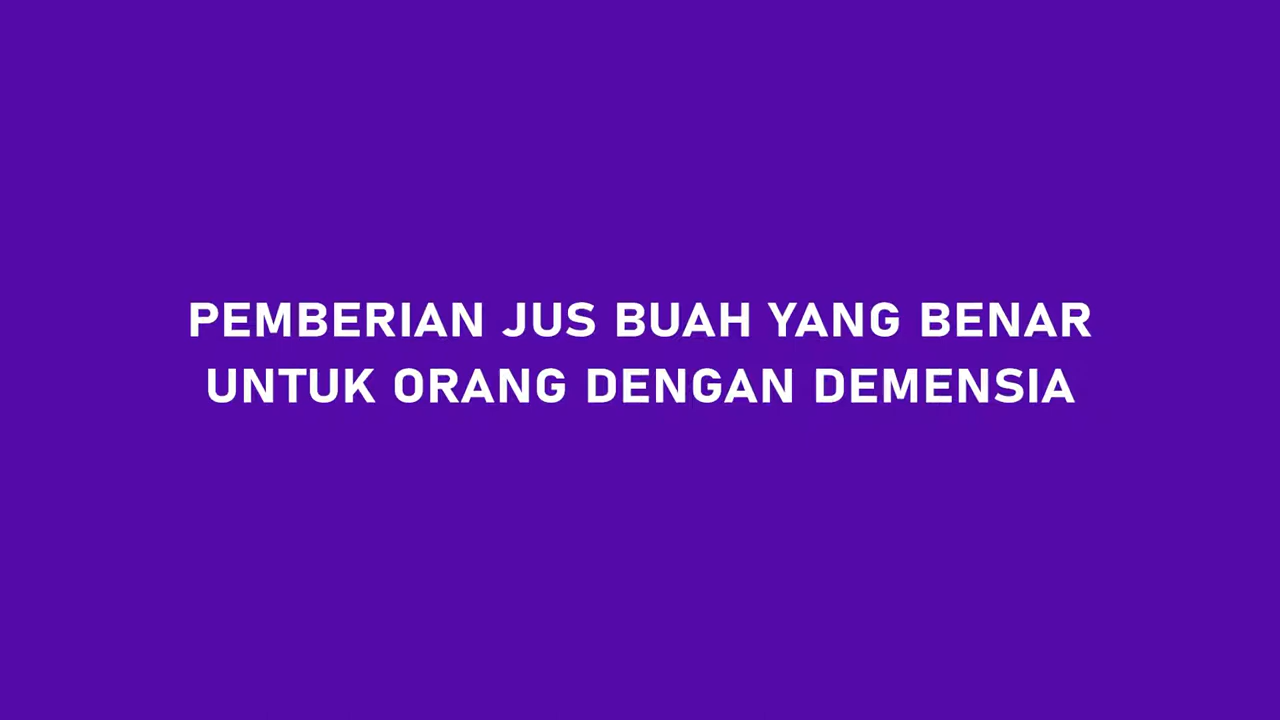 PEMBERIAN JUS BUAH YANG BENAR
UNTUK ORANG DENGAN DEMENSIA